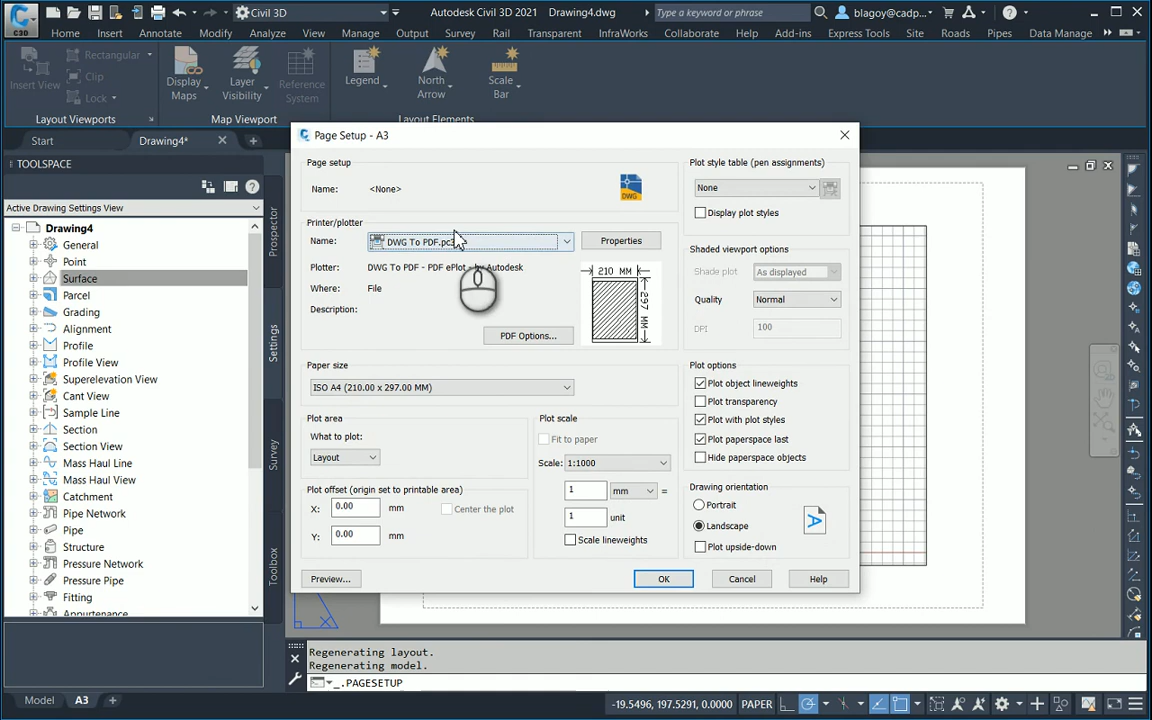 Civil 3D
Autodesk Civil 3D 2021 Drawing4.dwg
Type a keyword or phrase
blagoy@cadp...
C3D
Home Insert Annotate Modify Analyze View Manage Output Survey Rail Transparent InfraWorks Collaborate Help Add-ins Express Tools Site Roads Pipes Data Manage
Rectangular
Clip
Lock
Insert View
Display Maps
Layer Visibility
Reference System
Legend
North Arrow
Scale Bar
Layout Viewports
Map Viewport
Layout Elements
Start
Drawing4*
TOOLSPACE
Active Drawing Settings View
Drawing4
General
Point
Surface
Parcel
Grading
Alignment
Profile
Profile View
Superelevation View
Cant View
Sample Line
Section
Section View
Mass Haul Line
Mass Haul View
Catchment
Pipe Network
Pipe
Structure
Pressure Network
Pressure Pipe
Fitting
Appurtenance
Prospector
Settings
Survey
Toolbox
Page Setup - A3
Page setup
Name: <None>
DWG
Printer/plotter
Name: DWG To PDF.pc3
Properties
Plotter: DWG To PDF - PDF ePlot - by Autodesk
Where: File
Description:
PDF Options...
210 MM
297 MM
Paper size
ISO A4 (210.00 x 297.00 MM)
Plot area
What to plot:
Layout
Plot offset (origin set to printable area)
X: 0.00 mm
Center the plot
Y: 0.00 mm
Plot scale
Fit to paper
Scale: 1:1000
1 mm =
1 unit
Scale lineweights
Plot style table (pen assignments)
None
Display plot styles
Shaded viewport options
Shade plot As displayed
Quality Normal
DPI 100
Plot options
Plot object lineweights
Plot transparency
Plot with plot styles
Plot paperspace last
Hide paperspace objects
Drawing orientation
Portrait
Landscape
Plot upside-down
A
Preview...
OK
Cancel
Help
Regenerating layout.
Regenerating model.
_.PAGESETUP
Model A3
-19.5496, 197.5291, 0.0000 PAPER